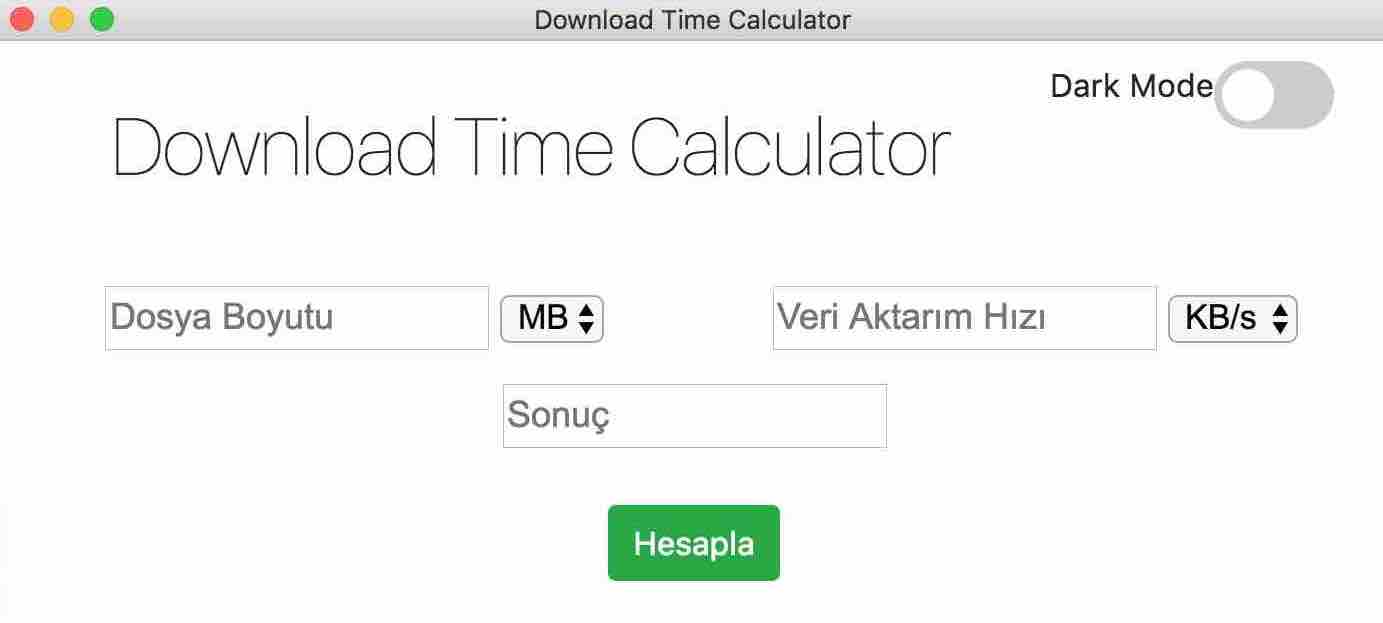 Download Time Calculator
Dark Mode
Download Time Calculator
Dosya Boyutu MB Veri Aktarım Hızı KB/s
Sonuç
Hesapla